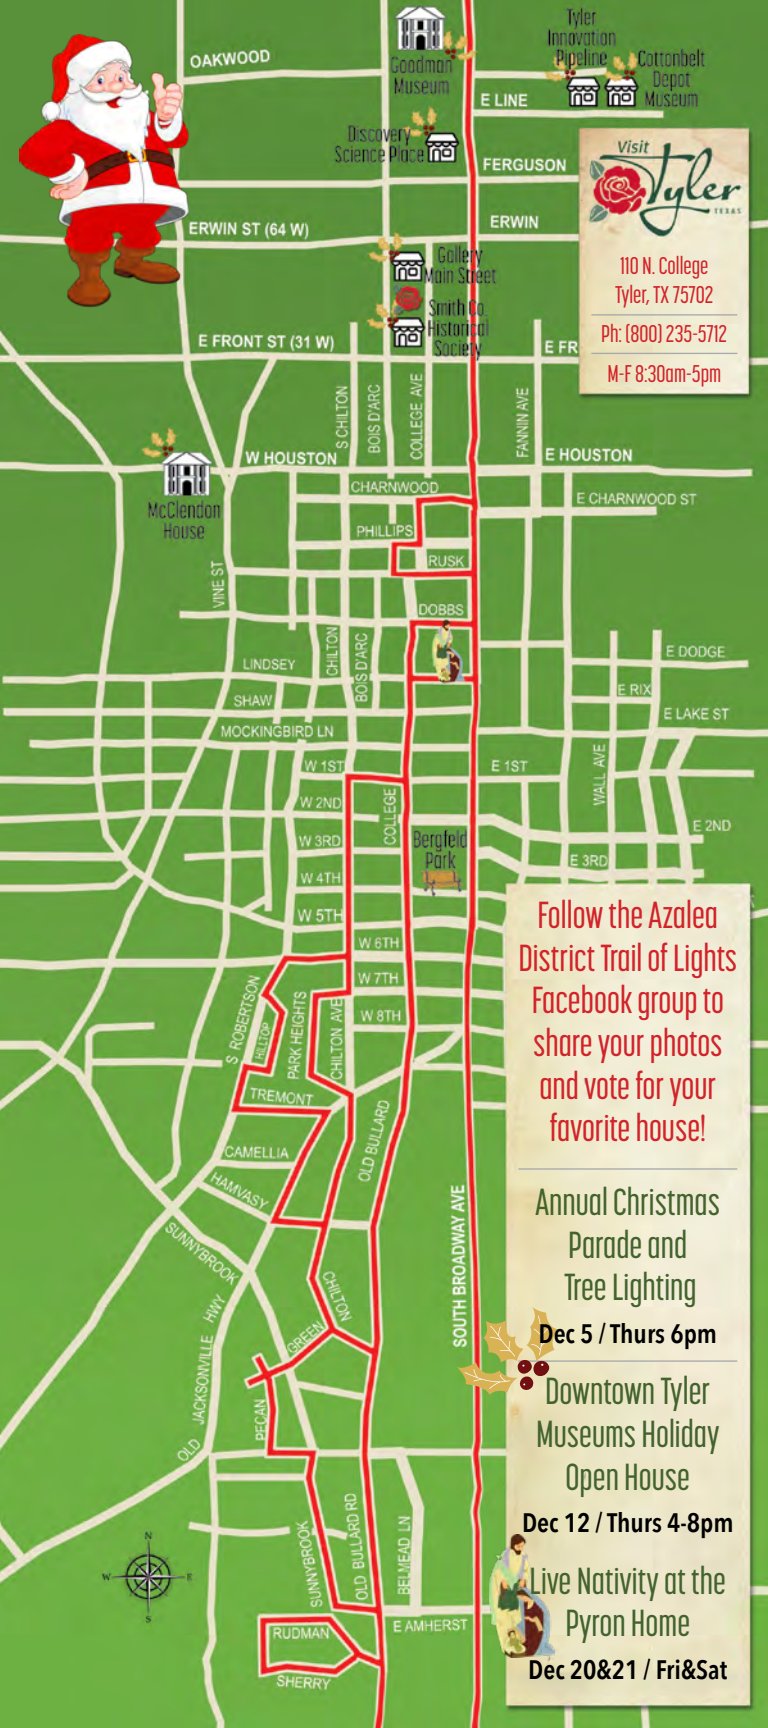 OAKWOOD
Goodman
Museum
Tyler
Innovation
Pipeline
Cottonbelt
Depot
Museum
E LINE
Discovery
Science Place
FERGUSON
Visit
Tyler
TEXAS
110 N. College
Tyler, TX 75702
Ph: (800) 235-5712
M-F 8:30am-5pm
ERWIN ST (64 W)
ERWIN
Gallery
Main Street
Smith Co
Historical
Society
E FRONT ST (31 W)
E FR
S CHILTON
BOIS D'ARC
COLLEGE AVE
FANNIN AVE
W HOUSTON
E HOUSTON
McClendon
House
CHARNWOOD
E CHARNWOOD ST
PHILLIPS
RUSK
VINE ST
DOBBS
CHILTON
BOIS D'ARC
LINDSEY
E DODGE
SHAW
E RIX
E LAKE ST
MOCKINGBIRD LN
W 1ST
E 1ST
WALL AVE
W 2ND
COLLEGE
E 2ND
W 3RD
Bergfeld
Park
E 3RD
W 4TH
W 5TH
W 6TH
W 7TH
W 8TH
S ROBERTSON
HILLTOP
PARK HEIGHTS
CHILTON AVE
TREMONT
CAMELLIA
HAMVASY
OLD BULLARD
SUNNYBROOK
SOUTH BROADWAY AVE
CHILTON
GREEN
OLD JACKSONVILLE HWY
PECAN
SUNNYBROOK
OLD BULLARD RD
BELMEAD LN
E AMHERST
RUDMAN
SHERRY
N
W
E
S
Follow the Azalea
District Trail of Lights
Facebook group to
share your photos
and vote for your
favorite house!
Annual Christmas
Parade and
Tree Lighting
Dec 5 / Thurs 6pm
Downtown Tyler
Museums Holiday
Open House
Dec 12 / Thurs 4-8pm
Live Nativity at the
Pyron Home
Dec 20&21 / Fri&Sat